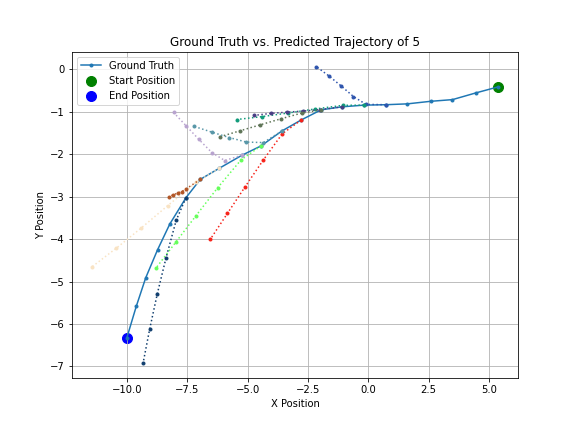 Ground Truth vs. Predicted Trajectory of 5
Ground Truth
Start Position
End Position
Y Position
0
−1
−2
−3
−4
−5
−6
−7
−10.0
−7.5
−5.0
−2.5
0.0
2.5
5.0
X Position